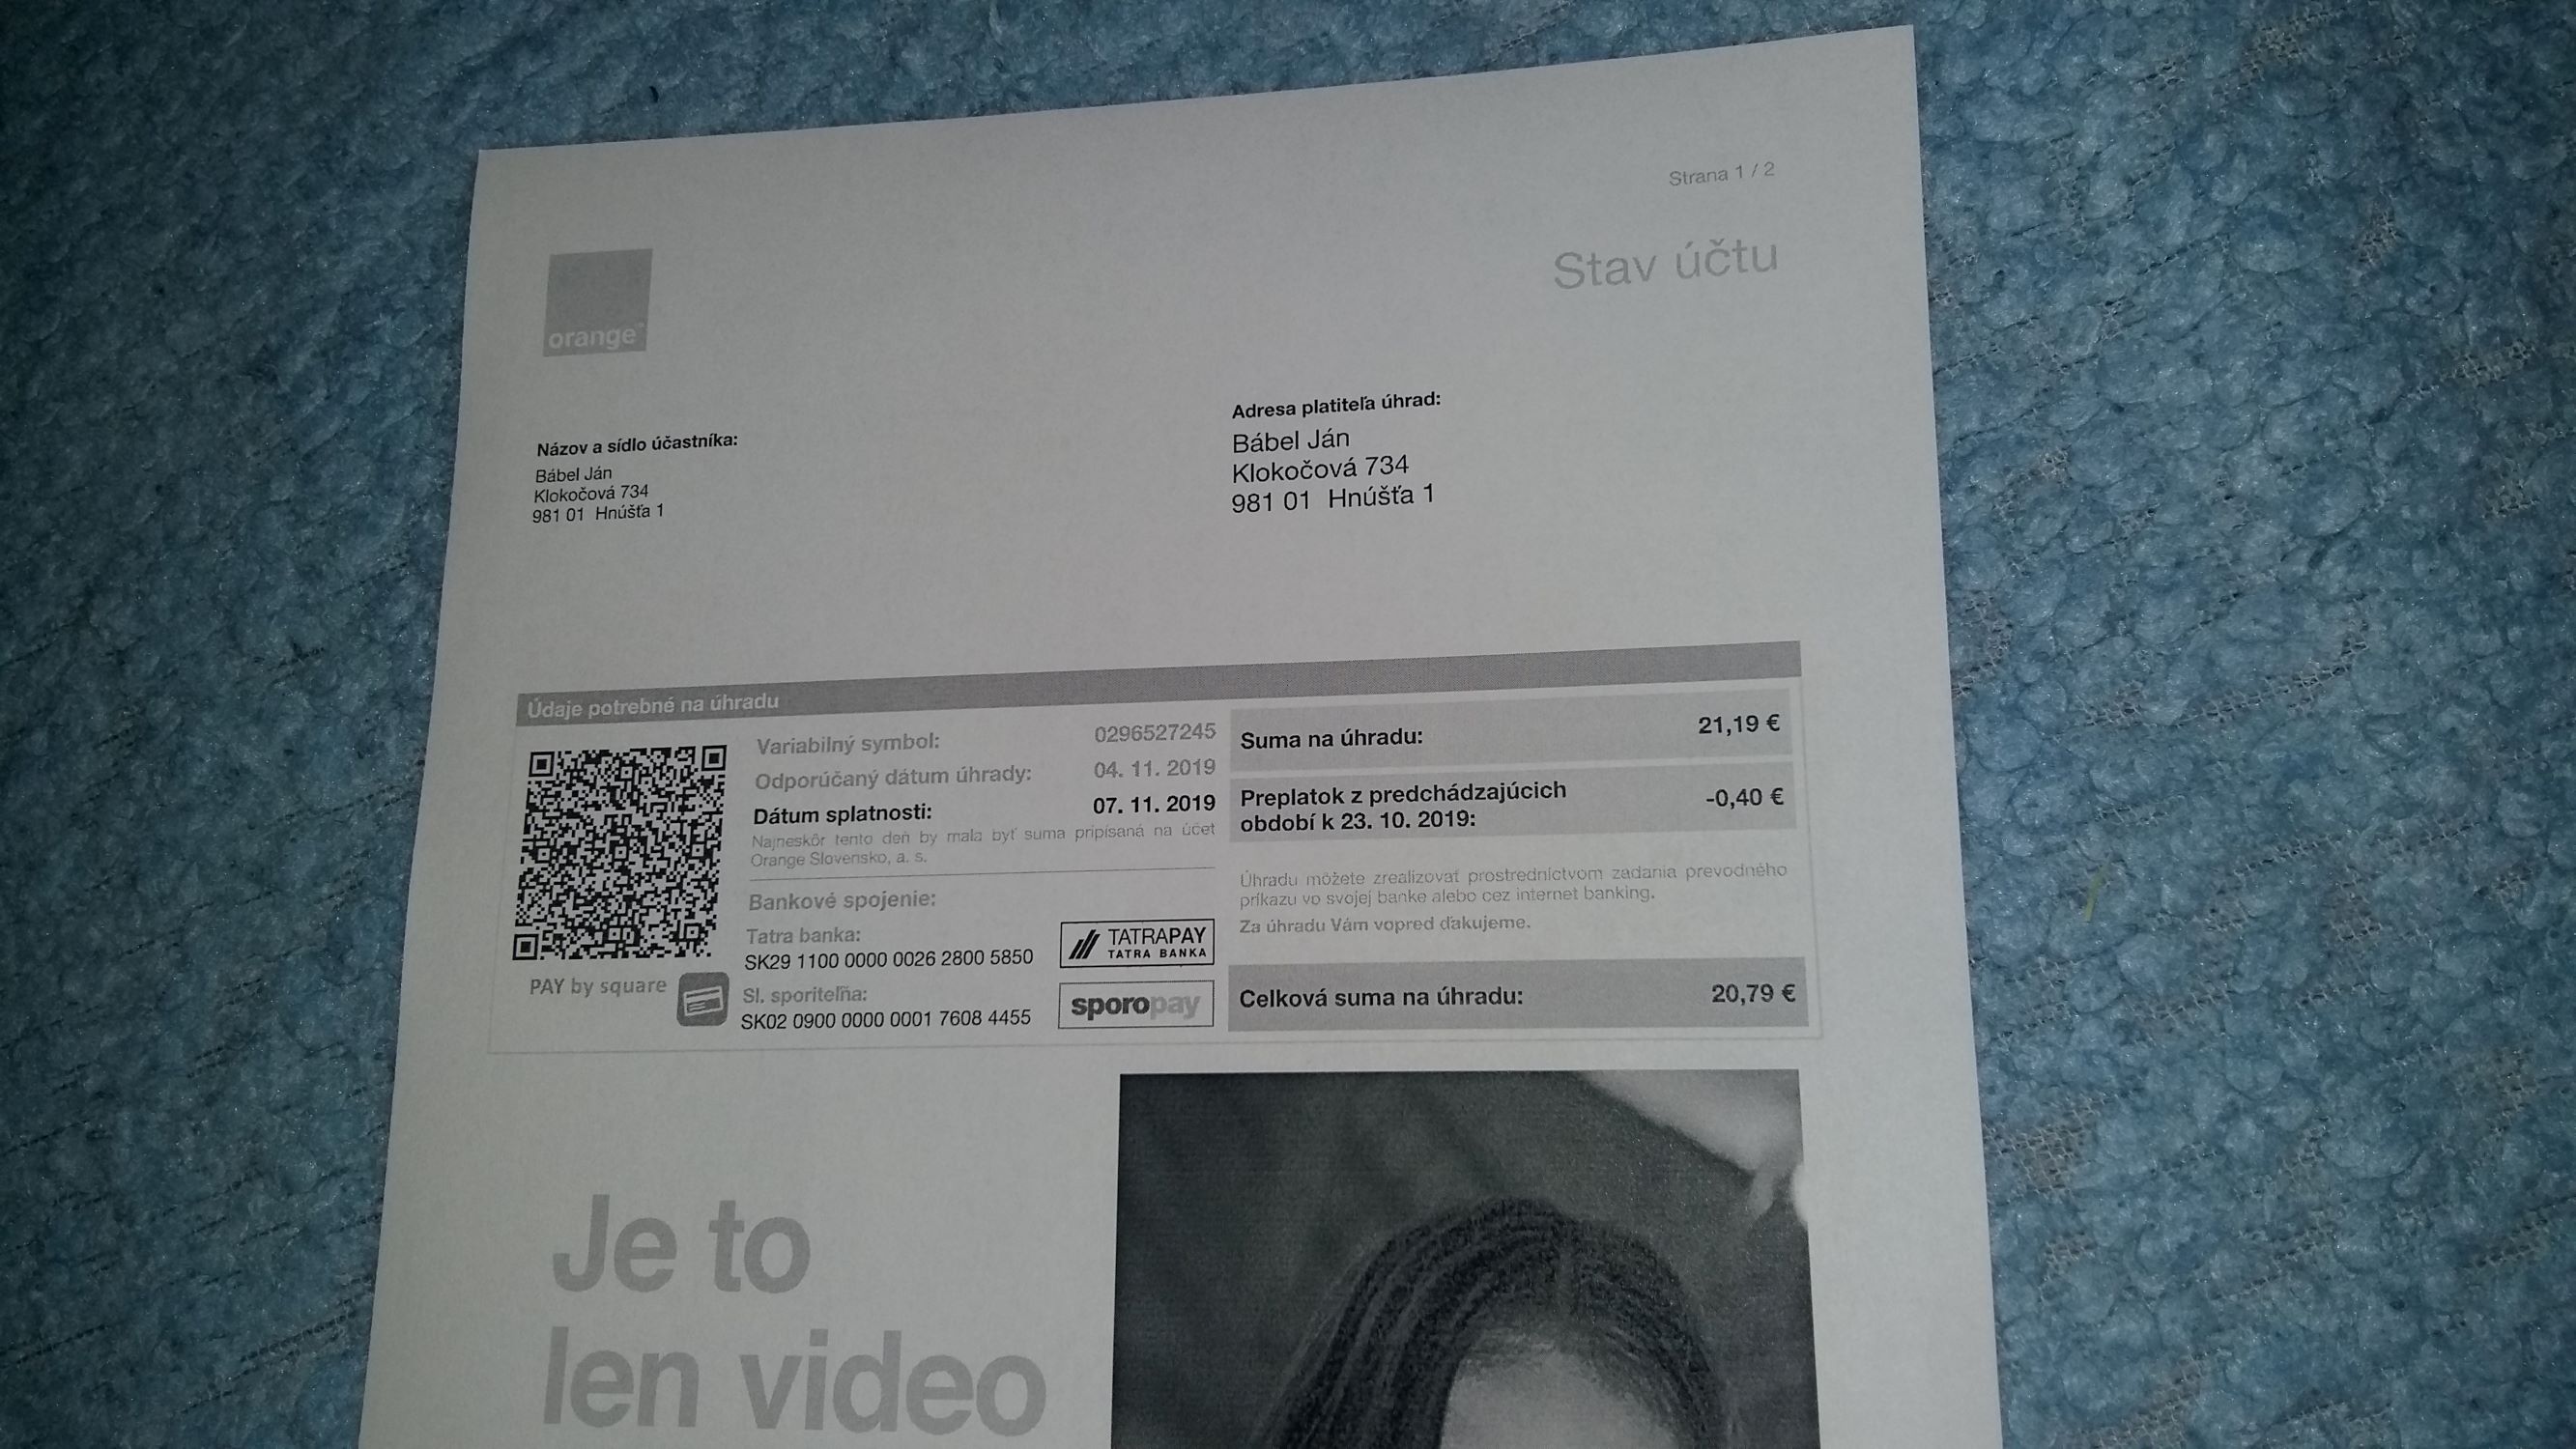 Strana 1 / 2
orange
Stav účtu
Názov a sídlo účastníka:
Bábel Ján
Klokočová 734
981 01 Hnúšťa 1
Adresa platiteľa úhrad:
Bábel Ján
Klokočová 734
981 01 Hnúšťa 1
Údaje potrebné na úhradu
Variabilný symbol: 0296527245
Odporúčaný dátum úhrady: 04. 11. 2019
Dátum splatnosti: 07. 11. 2019
Najneskôr tento deň by mala byť suma pripísaná na účet
Orange Slovensko, a. s.
Bankové spojenie:
Tatra banka:
SK29 1100 0000 0026 2800 5850
TATRAPAY
TATRA BANKA
Sl. sporiteľňa:
SK02 0900 0000 0001 7608 4455
sporopay
PAY by square
Suma na úhradu: 21,19 €
Preplatok z predchádzajúcich
období k 23. 10. 2019: -0,40 €
Úhradu môžete zrealizovať prostredníctvom zadania prevodného
príkazu vo svojej banke alebo cez internet banking.
Za úhradu Vám vopred ďakujeme.
Celková suma na úhradu: 20,79 €
Je to
len video